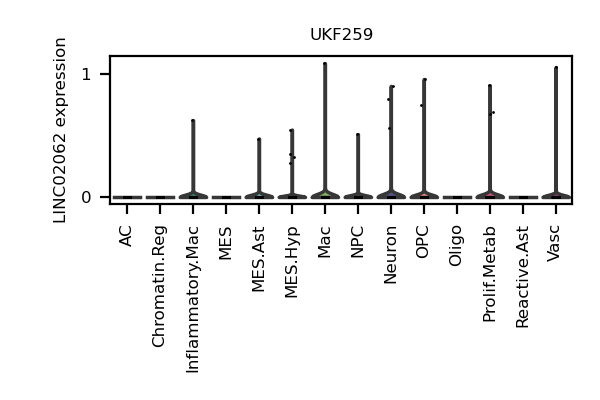 UKF259
LINC02062 expression
1
0
AC
Chromatin.Reg
Inflammatory.Mac
MES
MES.Ast
MES.Hyp
Mac
NPC
Neuron
OPC
Oligo
Prolif.Metab
Reactive.Ast
Vasc